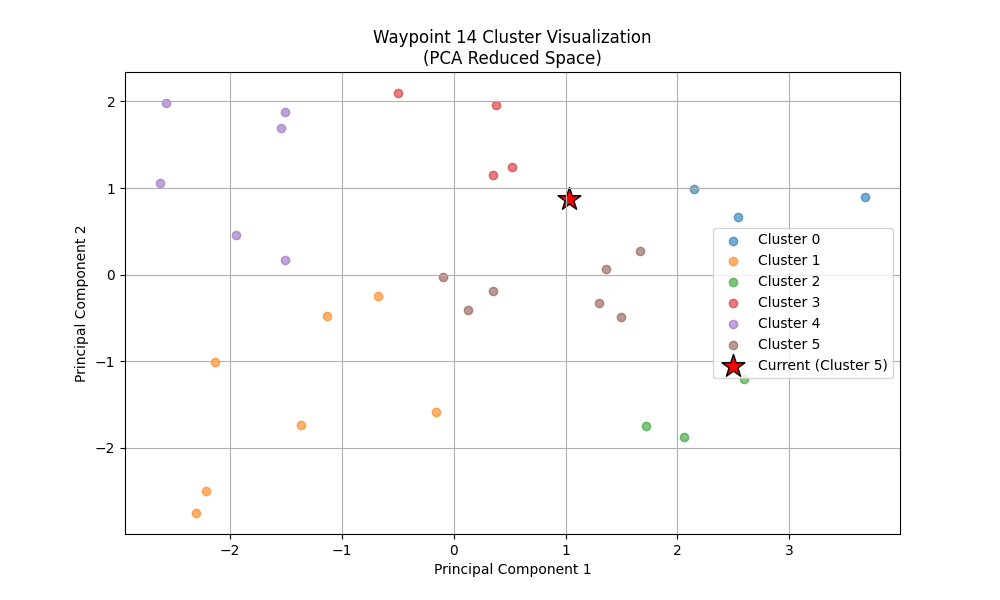 Waypoint 14 Cluster Visualization
(PCA Reduced Space)
Principal Component 2
2
1
0
−1
−2
Cluster 0
Cluster 1
Cluster 2
Cluster 3
Cluster 4
Cluster 5
Current (Cluster 5)
−2 −1 0 1 2 3
Principal Component 1